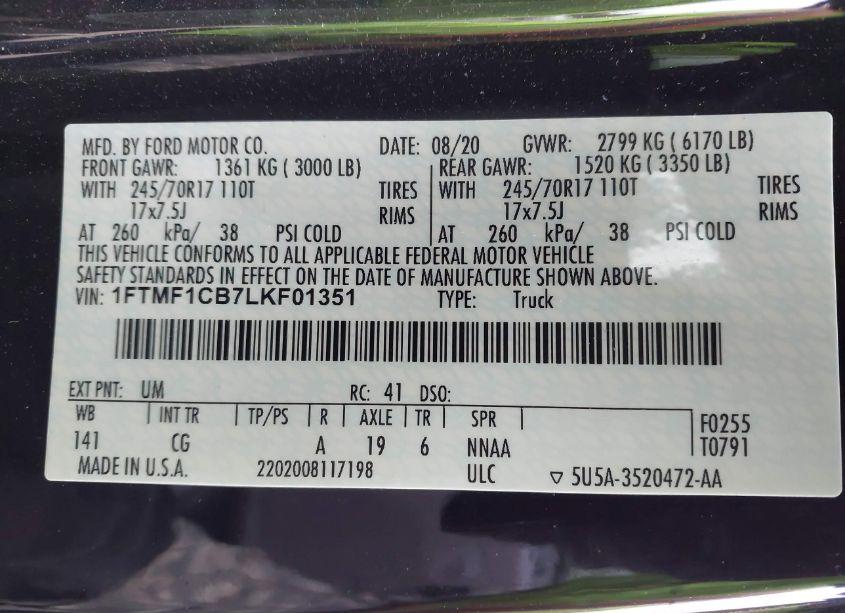 MFD. BY FORD MOTOR CO. DATE: 08/20 GVWR: 2799 KG ( 6170 LB)
FRONT GAWR: 1361 KG ( 3000 LB) REAR GAWR: 1520 KG ( 3350 LB)
WITH 245/70R17 110T TIRES WITH 245/70R17 110T TIRES
17x7.5J RIMS 17x7.5J RIMS
AT 260 kPa/ 38 PSI COLD AT 260 kPa/ 38 PSI COLD
THIS VEHICLE CONFORMS TO ALL APPLICABLE FEDERAL MOTOR VEHICLE
SAFETY STANDARDS IN EFFECT ON THE DATE OF MANUFACTURE SHOWN ABOVE.
VIN: 1FTMF1CB7LKF01351 TYPE: Truck
EXT PNT: UM RC: 41 DSO:
WB INT TR TP/PS R AXLE TR SPR F0255
141 CG A 19 6 NNAA T0791
MADE IN U.S.A. 2202008117198 ULC ▽ 5U5A-3520472-AA